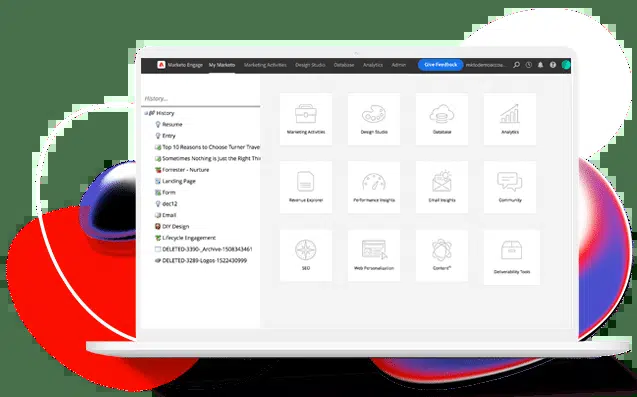 Marketo Engage My Marketo Marketing Activities Design Studio Database Analytics Admin Give Feedback
History...
History
Resume
Entry
Top 10 Reasons to Choose Turner Trave
Sometimes Nothing is Just the Right Thi
Forrester - Nurture
Landing Page
Form
dec12
Email
DIY Design
Lifecycle Engagement
DELETED-3390-_Archive-1508343461
DELETED-3289-Logos-1522430999
Marketing Activities Design Studio Database Analytics
Revenue Explorer Performance Insights Email Insights Community
SEO Web Personalization Content Deliverability Tools